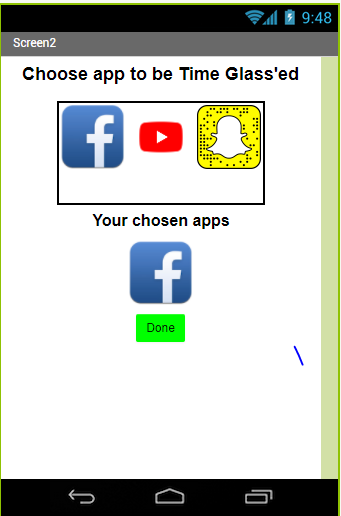 9:48
Screen2
Choose app to be Time Glass'ed
Your chosen apps
Done